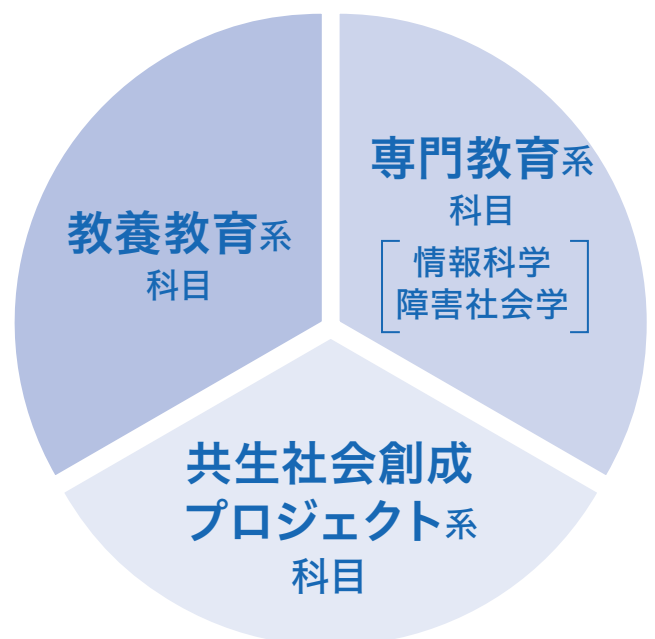 教養教育系
科目
専門教育系
科目
情報科学
障害社会学
共生社会創成
プロジェクト系
科目